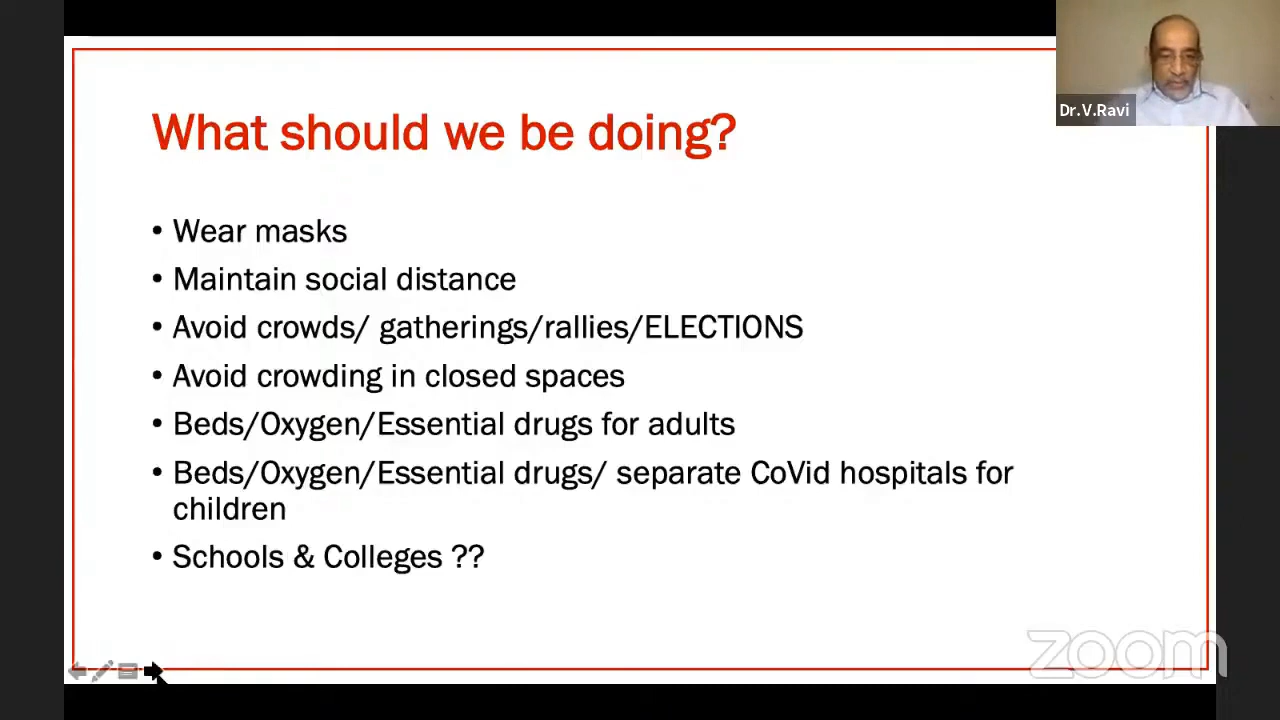 Dr.V.Ravi
What should we be doing?
• Wear masks
• Maintain social distance
• Avoid crowds/ gatherings/rallies/ELECTIONS
• Avoid crowding in closed spaces
• Beds/Oxygen/Essential drugs for adults
• Beds/Oxygen/Essential drugs/ separate CoVid hospitals for
children
• Schools & Colleges ??
zoom